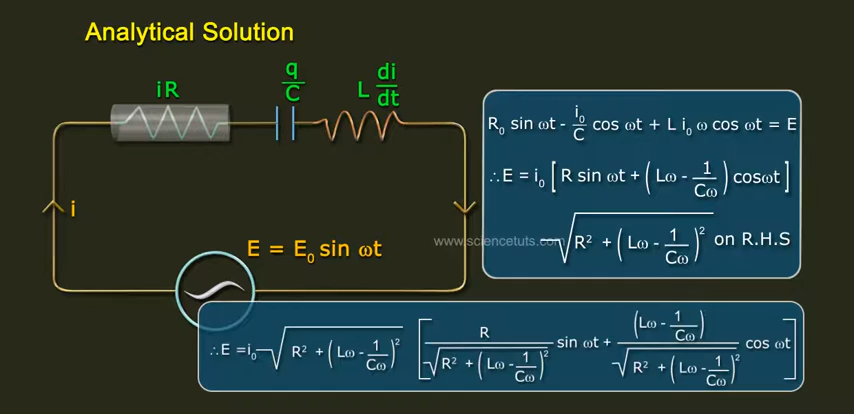 Analytical Solution
iR
q/C
L di/dt
i
E = E₀ sin ωt
R₀ sin ωt - i₀/C cos ωt + L i₀ ω cos ωt = E
∴E = i₀ [ R sin ωt + ( Lω - 1/Cω ) cosωt ]
√(R² + ( Lω - 1/Cω )²) on R.H.S
www.sciencetuts.com
∴E =i₀ √(R² + ( Lω - 1/Cω )²) [ R / √(R² + ( Lω - 1/Cω )²) sin ωt + (Lω - 1/Cω) / √(R² + ( Lω - 1/Cω )²) cos ωt ]